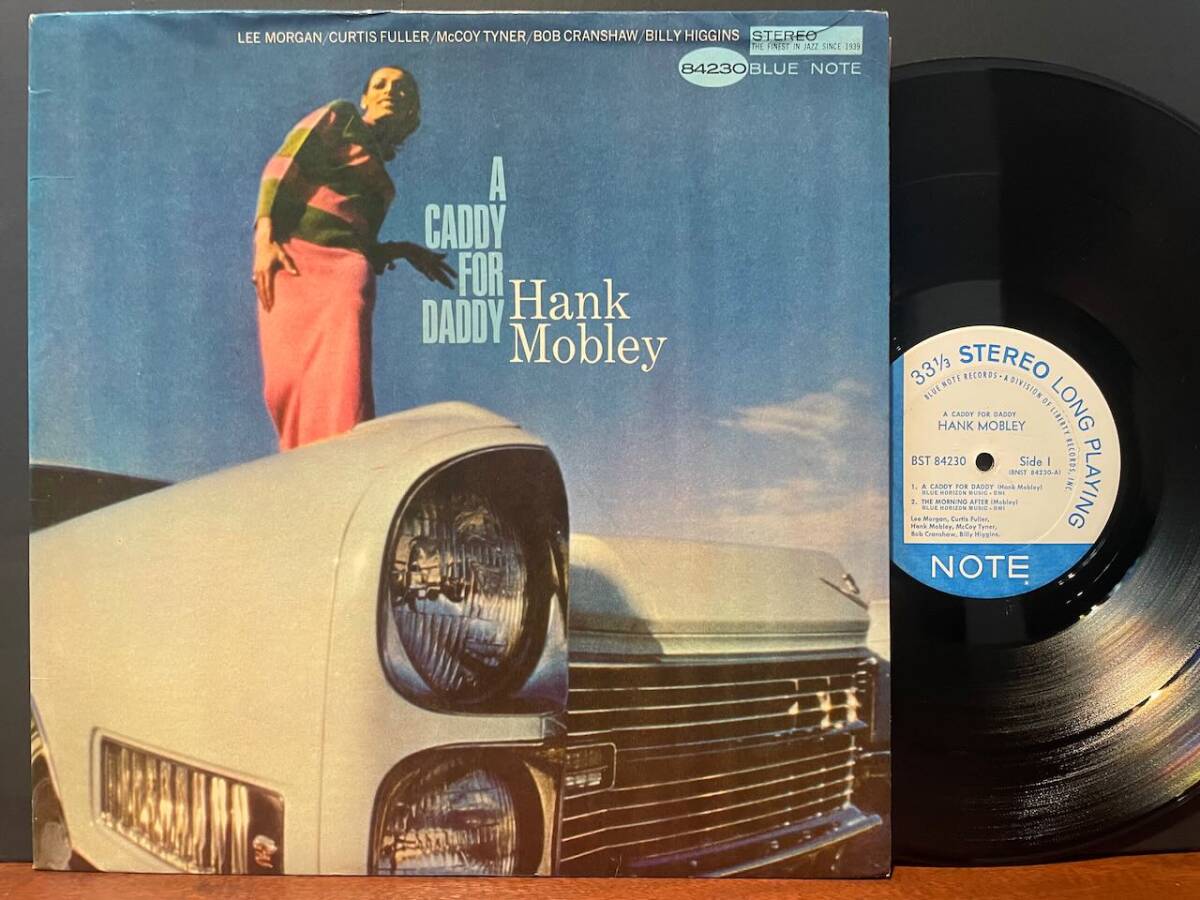 LEE MORGAN/CURTIS FULLER/McCOY TYNER/BOB CRANSHAW/BILLY HIGGINS
STEREO
THE FINEST IN JAZZ SINCE 1939
84230 BLUE NOTE
A
CADDY
FOR
DADDY
Hank
Mobley
33 1/3 STEREO LONG PLAYING
BLUE NOTE RECORDS • A DIVISION OF LIBERTY RECORDS, INC.
A CADDY FOR DADDY
HANK MOBLEY
BST 84230
Side 1
(BNST 84230-A)
1. A CADDY FOR DADDY (Hank Mobley)
BLUE HORIZON MUSIC - BMI
2. THE MORNING AFTER (Mobley)
BLUE HORIZON MUSIC - BMI
Lee Morgan, Curtis Fuller,
Hank Mobley, McCoy Tyner,
Bob Cranshaw, Billy Higgins.
NOTE